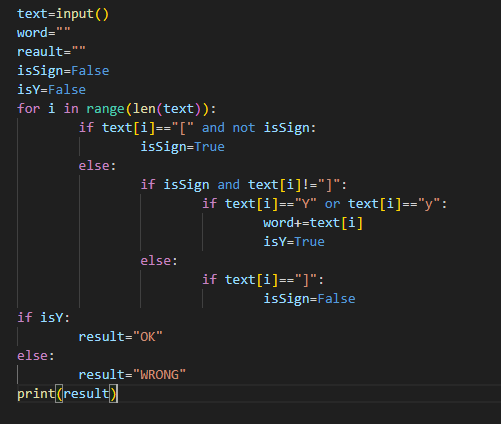 text=input()
word=""
reault=""
isSign=False
isY=False
for i in range(len(text)):
        if text[i]=="[" and not isSign:
                isSign=True
        else:
                if isSign and text[i]!="]":
                        if text[i]=="Y" or text[i]=="y":
                                word+=text[i]
                                isY=True
                else:
                        if text[i]=="]":
                                isSign=False
if isY:
        result="OK"
else:
        result="WRONG"
print(result)